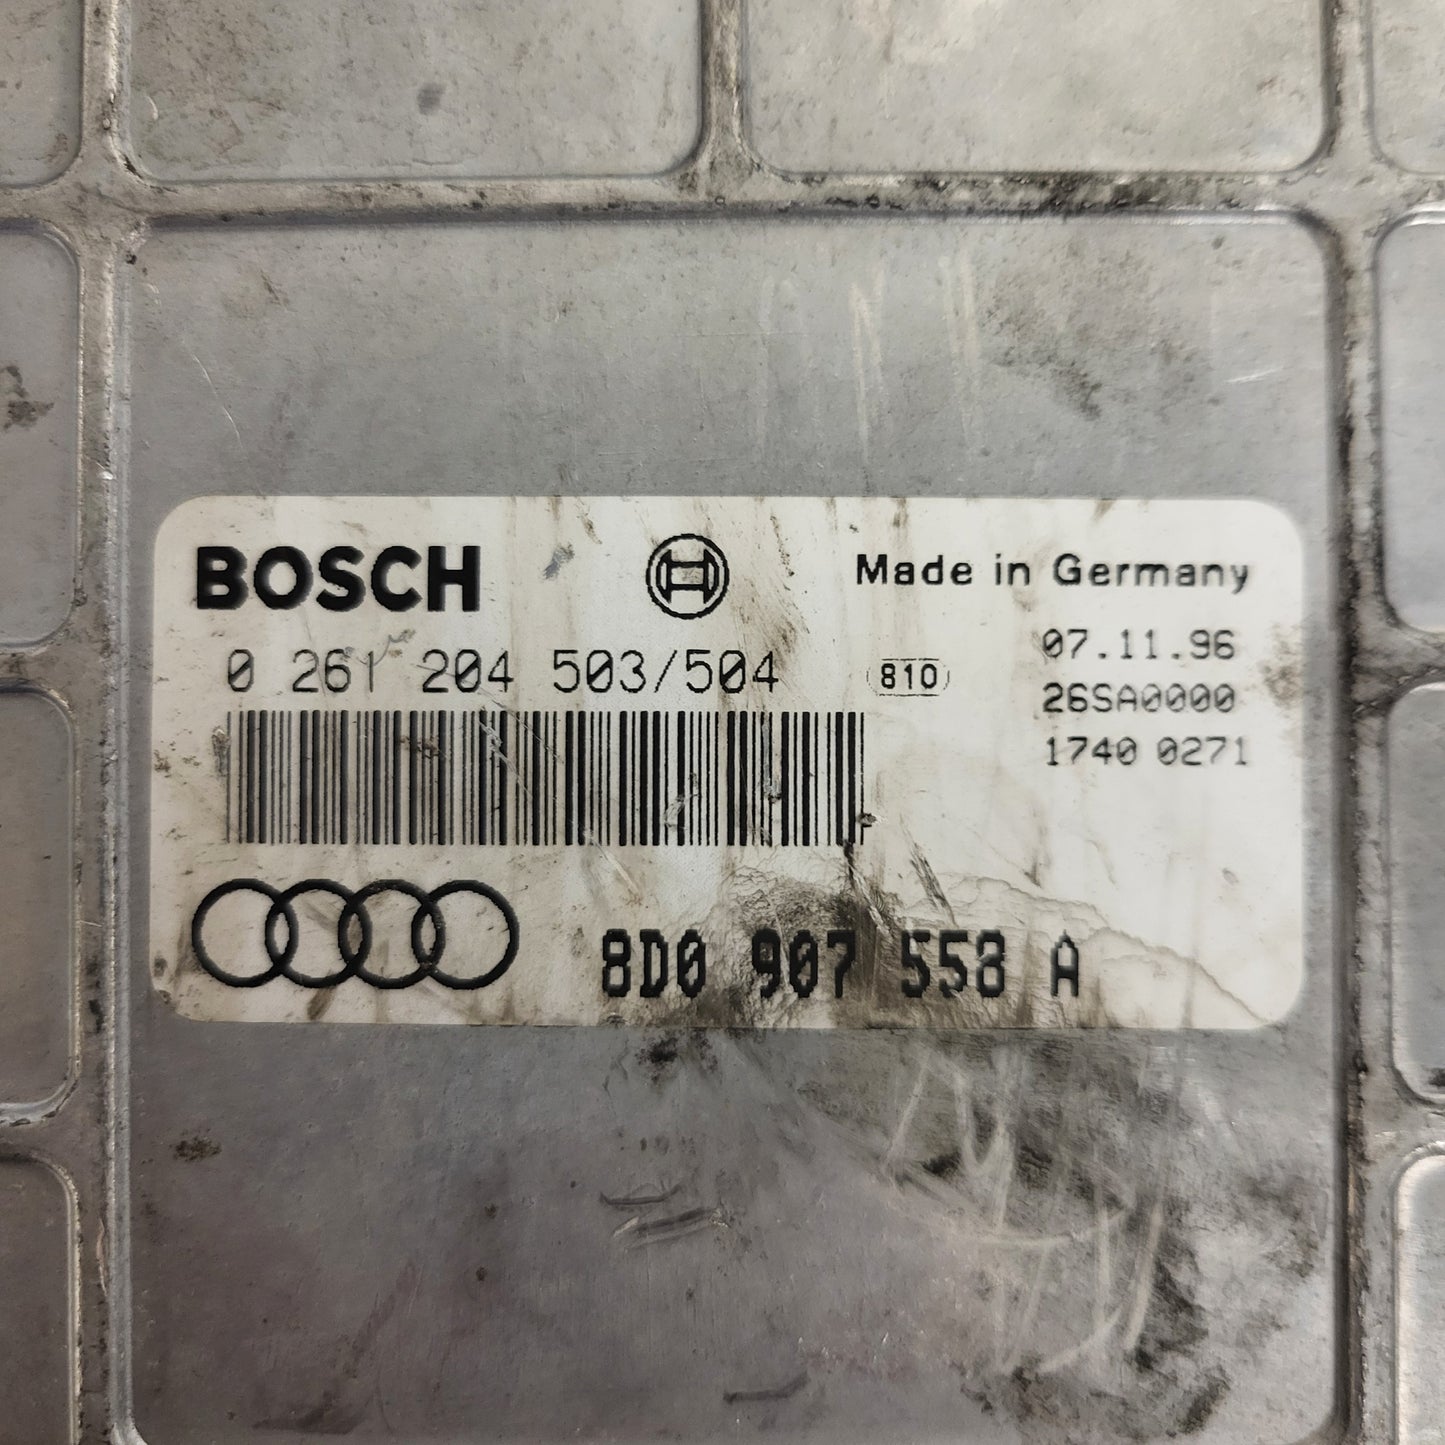 BOSCH
Made in Germany
0 261 204 503/504
810
07.11.96
26SA0000
1740 0271
8D0 907 558 A